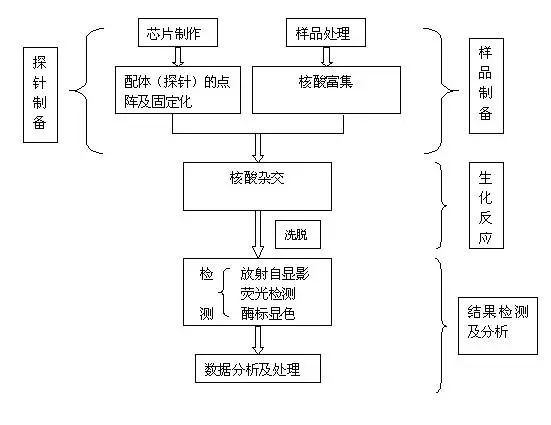 芯片制作
样品处理
探针制备
配体（探针）的点
阵及固定化
核酸富集
样品制备
核酸杂交
生化反应
洗脱
检测
放射自显影
荧光检测
酶标显色
结果检测
及分析
数据分析及处理